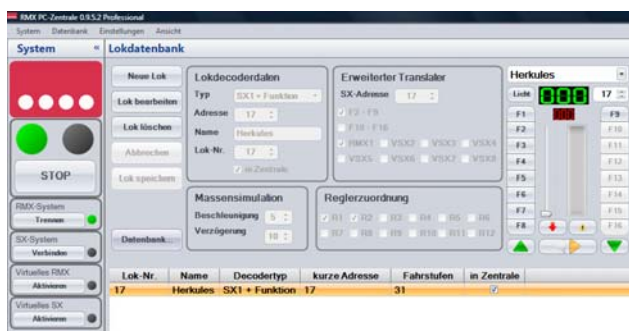 RMX PC-Zentrale 0.9.5.2 Professional
System Datenbank Einstellungen Ansicht
System «
Lokdatenbank
Neue Lok
Lok bearbeiten
Lok löschen
Abbrechen
Lok speichern
Datenbank...
Lokdecoderdaten
Typ SX1 + Funktion
Adresse 17
Name Herkules
Lok-Nr. 17
in Zentrale
Erweiterter Translater
SX-Adresse 17
F2 - F9
F10 - F16
RMX1 VSX2 VSX3 VSX4
VSX5 VSX6 VSX7 VSX8
Massensimulation
Beschleunigung 5
Verzögerung 10
Reglerzuordnung
R1 R2 R3 R4 R5 R6
R7 R8 R9 R10 R11 R12
Herkules
Licht 17
F1 F9
F2 F10
F3 F11
F4 F12
F5 F13
F6 F14
F7 F15
F8 F16
STOP
RMX-System
Trennen
SX-System
Verbinden
Virtuelles RMX
Aktivieren
Virtuelles SX
Aktivieren
Lok-Nr. Name Decodertyp kurze Adresse Fahrstufen in Zentrale
17 Herkules SX1 + Funktion 17 31